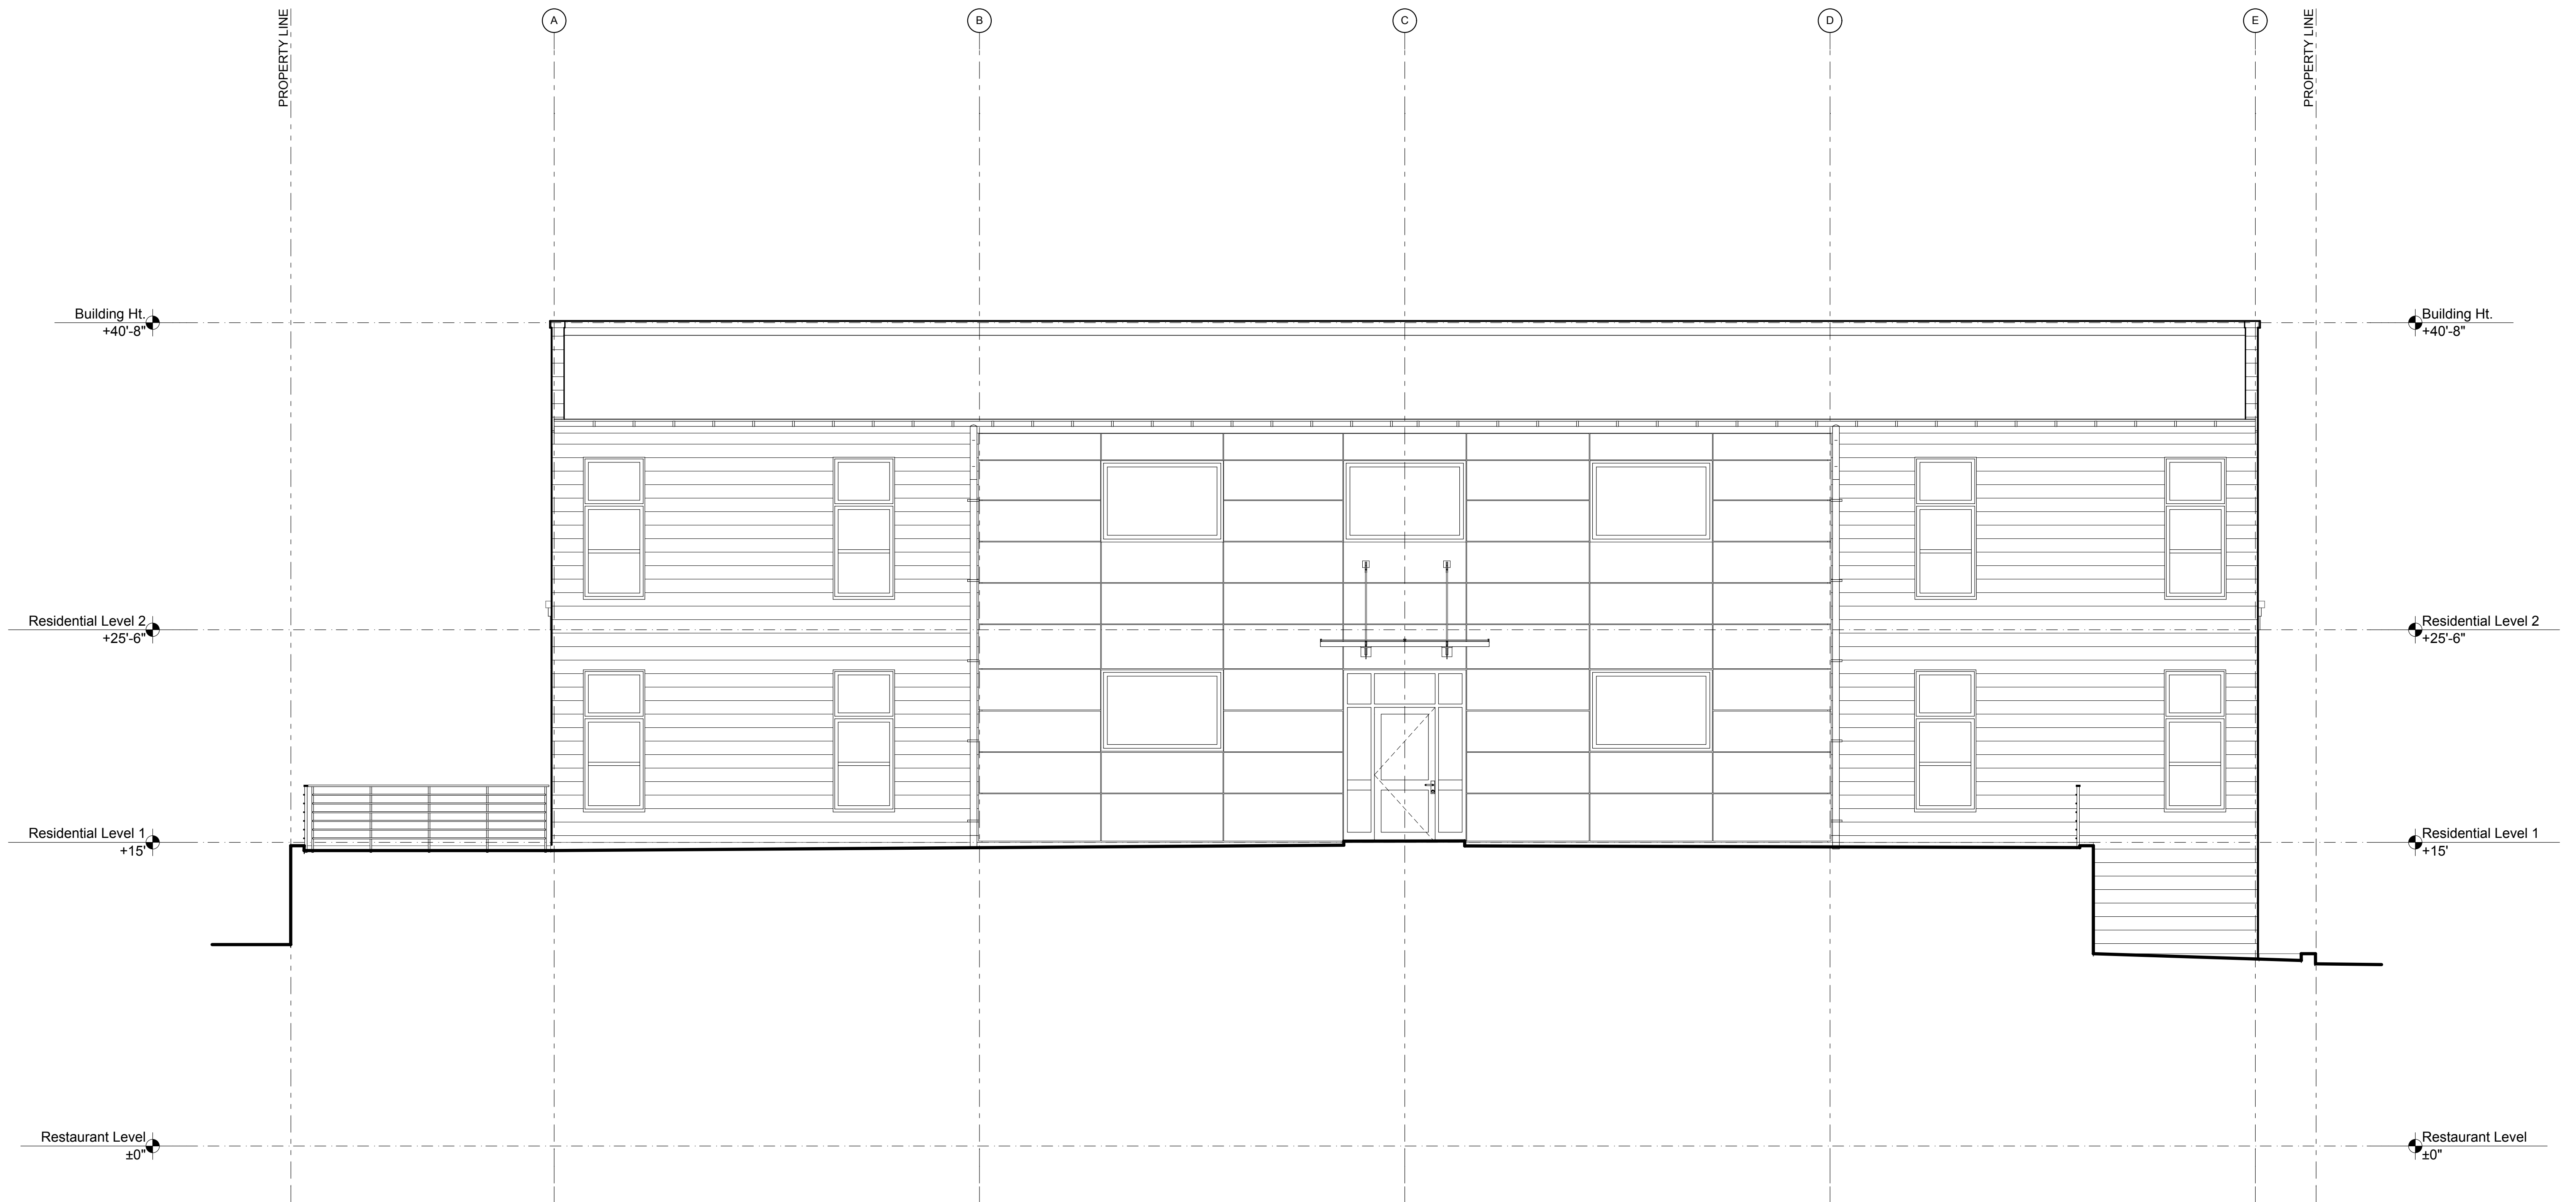 PROPERTY LINE
A
B
C
D
E
PROPERTY LINE
Building Ht.
+40'-8"
Building Ht.
+40'-8"
Residential Level 2
+25'-6"
Residential Level 2
+25'-6"
Residential Level 1
+15'
Residential Level 1
+15'
Restaurant Level
±0"
Restaurant Level
±0"